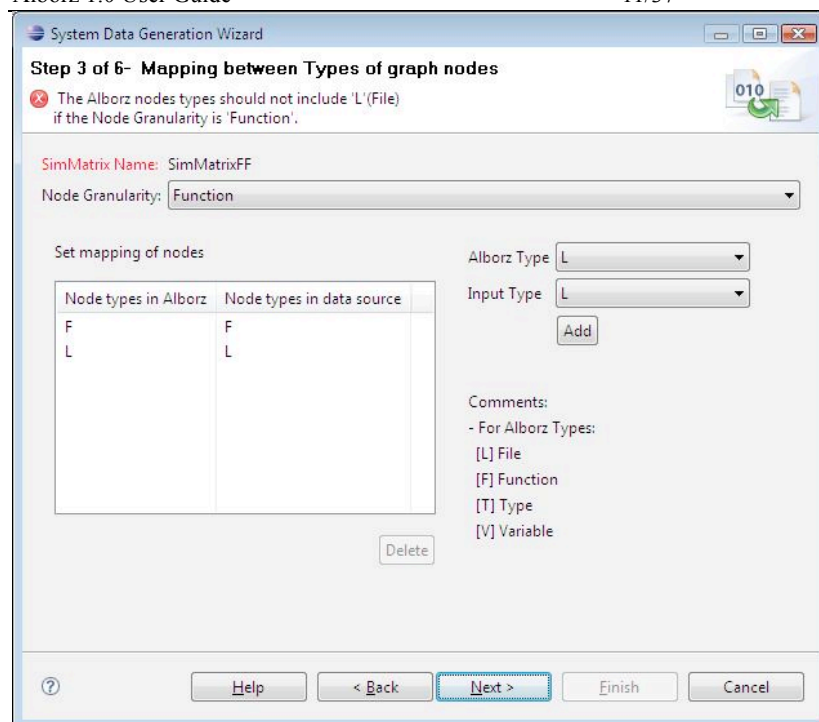 System Data Generation Wizard
Step 3 of 6- Mapping between Types of graph nodes
The Alborz nodes types should not include 'L'(File)
if the Node Granularity is 'Function'.
010
SimMatrix Name: SimMatrixFF
Node Granularity: Function
Set mapping of nodes
Node types in Alborz Node types in data source
F F
L L
Delete
Alborz Type L
Input Type L
Add
Comments:
- For Alborz Types:
[L] File
[F] Function
[T] Type
[V] Variable
? Help < Back Next > Finish Cancel